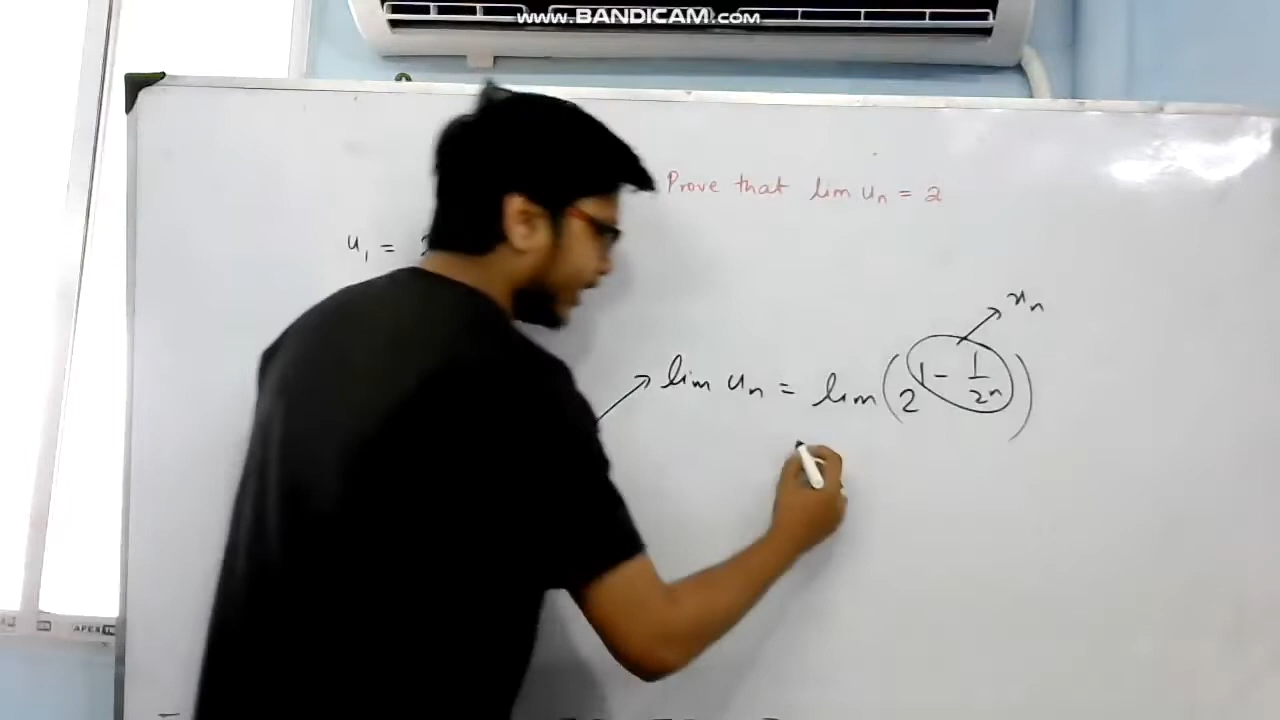 www.BANDICAM.com
Prove that lim uₙ = 2
u₁ =
xₙ
lim uₙ = lim (2^(1 - 1/2ⁿ))